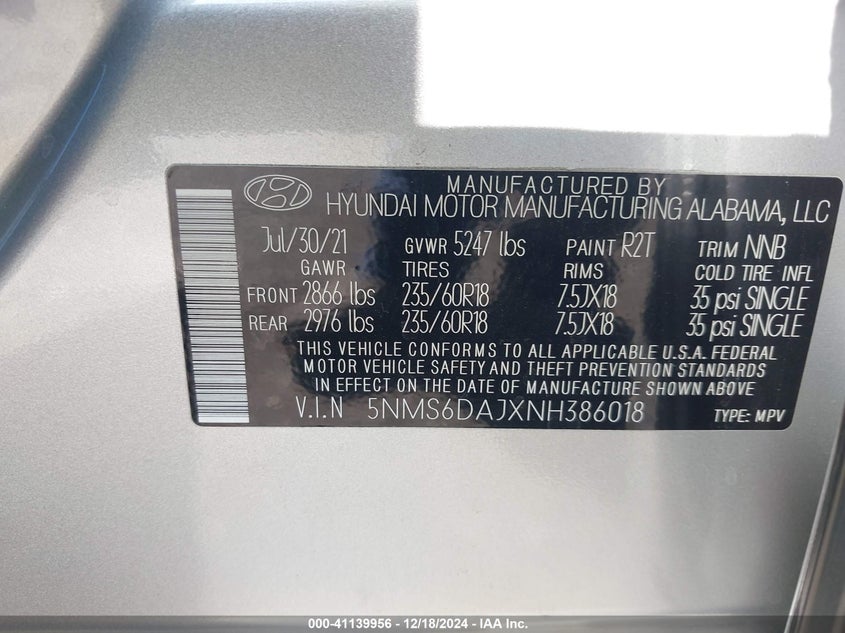 MANUFACTURED BY
HYUNDAI MOTOR MANUFACTURING ALABAMA, LLC
Jul/30/21 GVWR 5247 lbs PAINT R2T TRIM NNB
GAWR TIRES RIMS COLD TIRE INFL
FRONT 2866 lbs 235/60R18 7.5JX18 35 psi SINGLE
REAR 2976 lbs 235/60R18 7.5JX18 35 psi SINGLE
THIS VEHICLE CONFORMS TO ALL APPLICABLE U.S.A. FEDERAL
MOTOR VEHICLE SAFETY AND THEFT PREVENTION STANDARDS
IN EFFECT ON THE DATE OF MANUFACTURE SHOWN ABOVE
V.I.N 5NMS6DAJXNH386018 TYPE: MPV
000-41139956 - 12/18/2024 - IAA Inc.